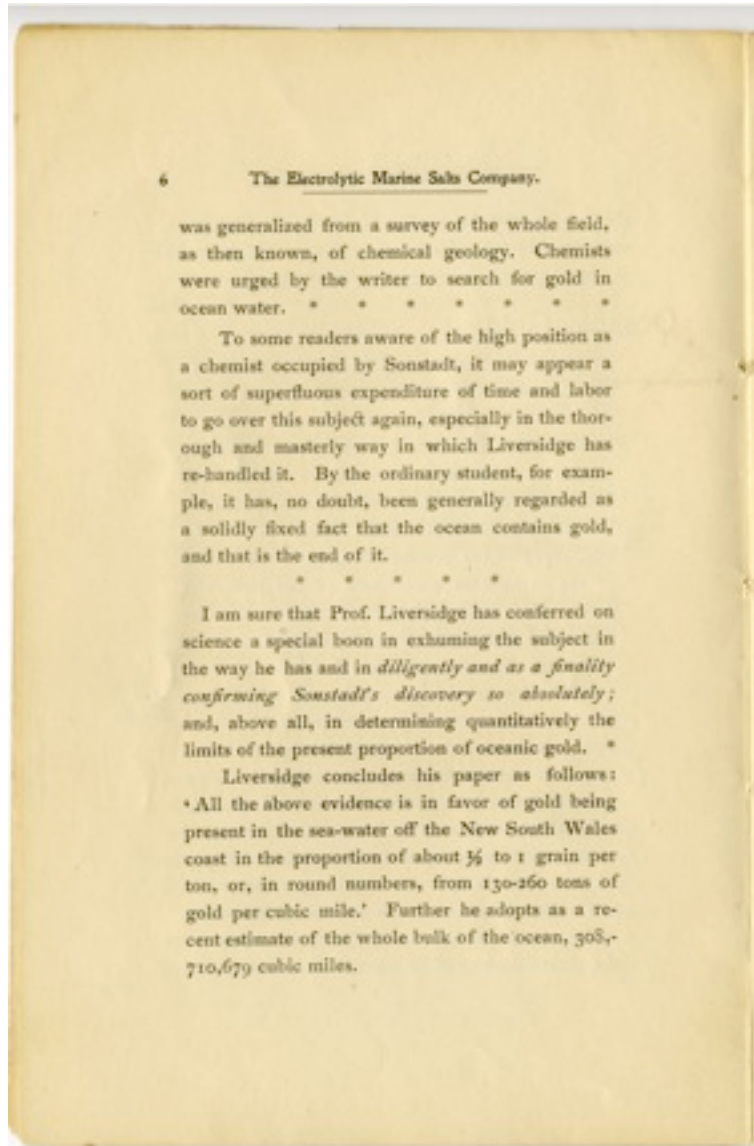 6 The Electrolytic Marine Salts Company.
was generalized from a survey of the whole field,
as then known, of chemical geology. Chemists
were urged by the writer to search for gold in
ocean water. * * * * * * *
To some readers aware of the high position as
a chemist occupied by Sonstadt, it may appear a
sort of superfluous expenditure of time and labor
to go over this subject again, especially in the thor-
ough and masterly way in which Liversidge has
re-handled it. By the ordinary student, for exam-
ple, it has, no doubt, been generally regarded as
a solidly fixed fact that the ocean contains gold,
and that is the end of it.
* * * * *
I am sure that Prof. Liversidge has conferred on
science a special boon in exhuming the subject in
the way he has and in diligently and as a finality
confirming Sonstadt's discovery so absolutely;
and, above all, in determining quantitatively the
limits of the present proportion of oceanic gold. *
Liversidge concludes his paper as follows:
'All the above evidence is in favor of gold being
present in the sea-water off the New South Wales
coast in the proportion of about ½ to 1 grain per
ton, or, in round numbers, from 130-260 tons of
gold per cubic mile.' Further he adopts as a re-
cent estimate of the whole bulk of the ocean, 308,-
710,679 cubic miles.